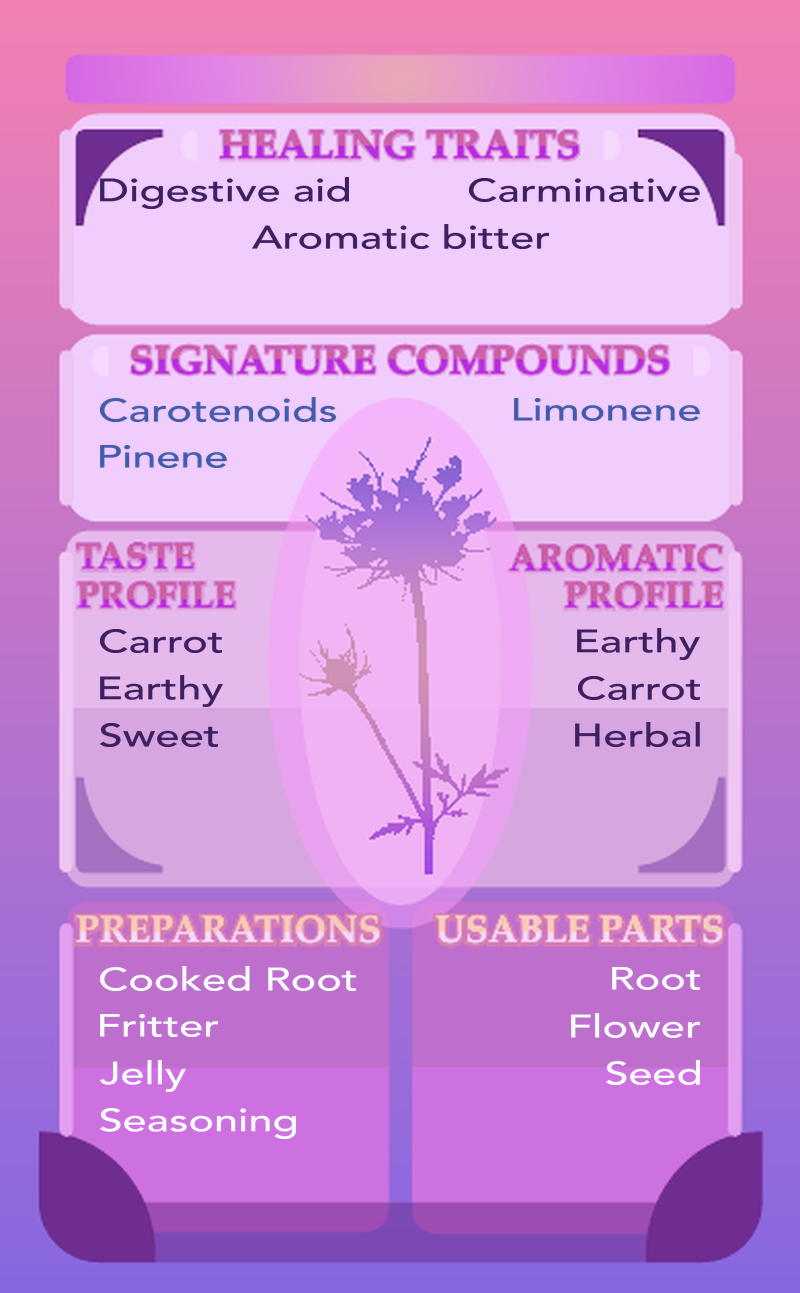 HEALING TRAITS
Digestive aid Carminative
Aromatic bitter
SIGNATURE COMPOUNDS
Carotenoids Limonene
Pinene
TASTE
PROFILE
Carrot
Earthy
Sweet
AROMATIC
PROFILE
Earthy
Carrot
Herbal
PREPARATIONS
Cooked Root
Fritter
Jelly
Seasoning
USABLE PARTS
Root
Flower
Seed